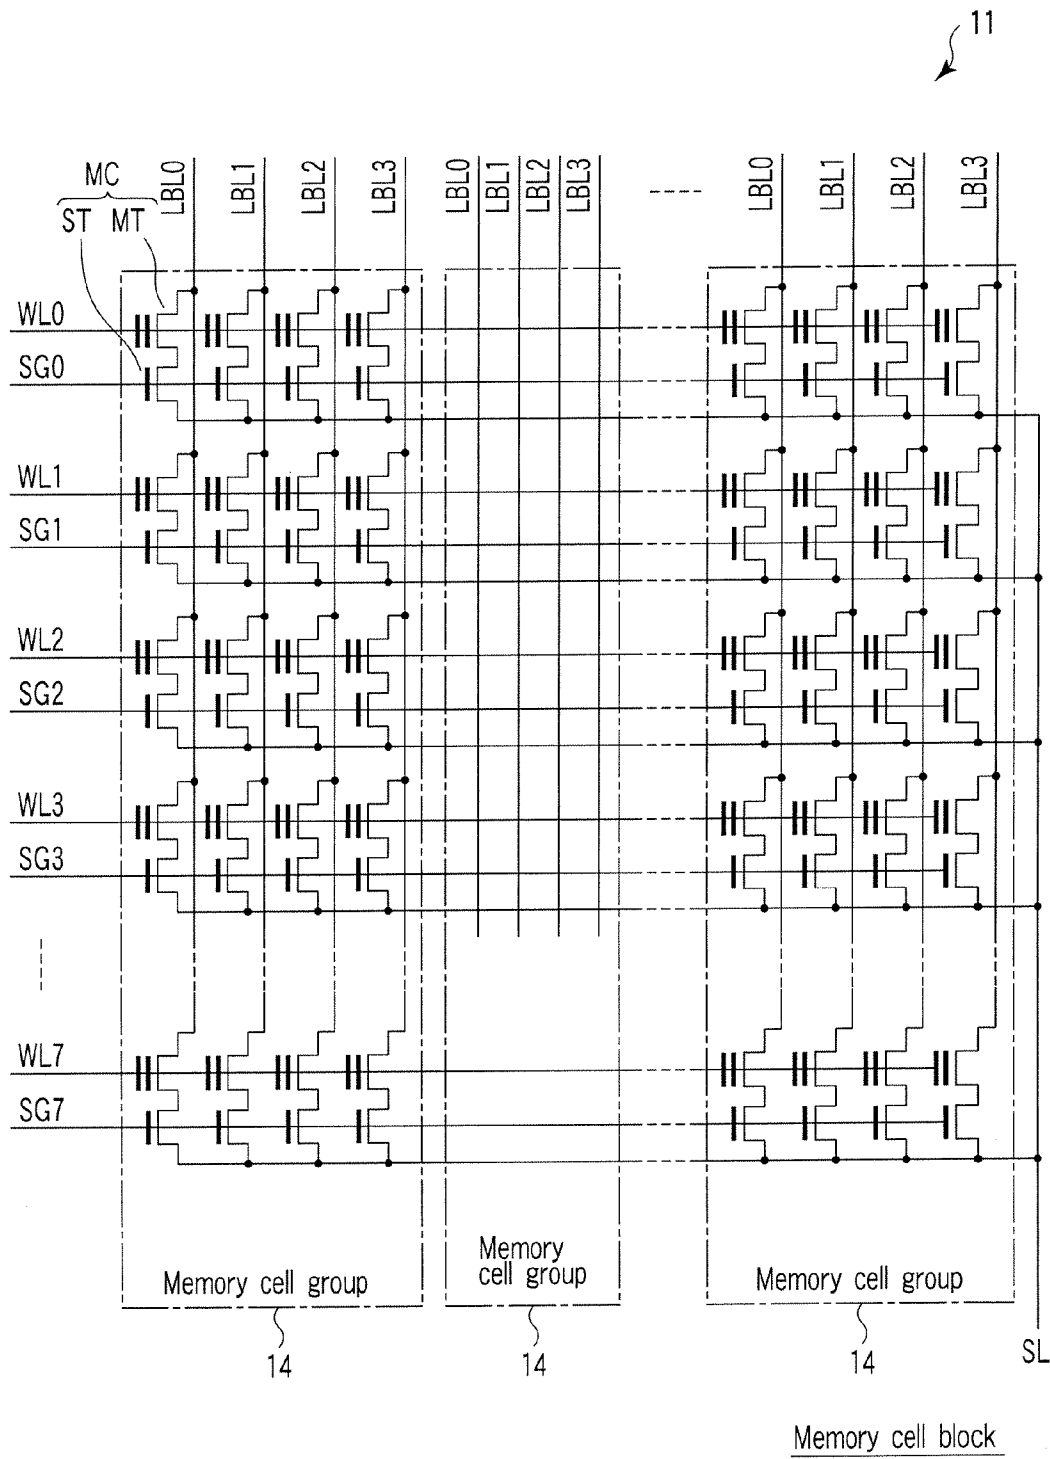 11
MC
ST MT
LBL0 LBL1 LBL2 LBL3 LBL0 LBL1 LBL2 LBL3 LBL0 LBL1 LBL2 LBL3
WL0
SG0
WL1
SG1
WL2
SG2
WL3
SG3
WL7
SG7
Memory cell group
Memory
cell group
Memory cell group
14 14 14 SL
Memory cell block